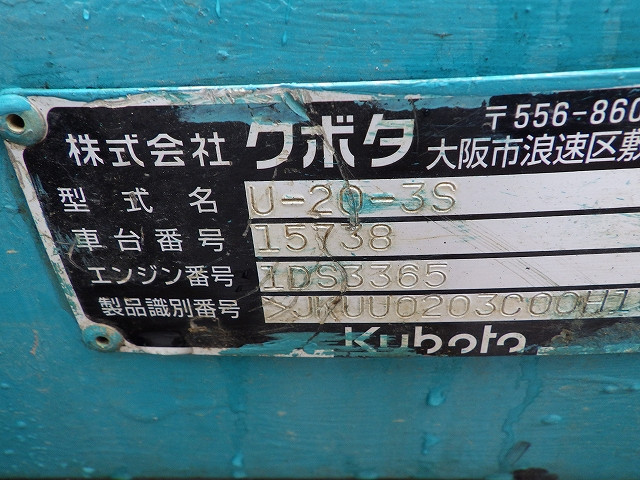 〒556-860
株式会社 クボタ 大阪市浪速区敷
型式名 U-20-3S
車台番号 15738
エンジン番号 1DS3365
製品識別番号 >JKUU0203C00H1
Kubota